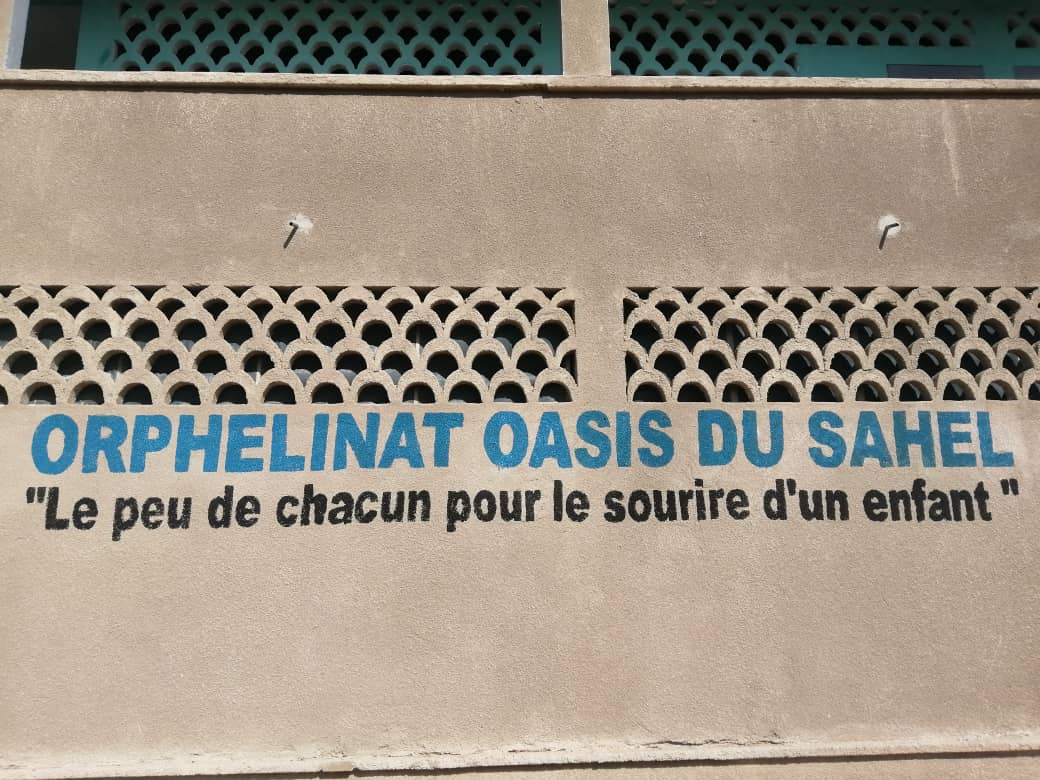 ORPHELINAT OASIS DU SAHEL
"Le peu de chacun pour le sourire d'un enfant "